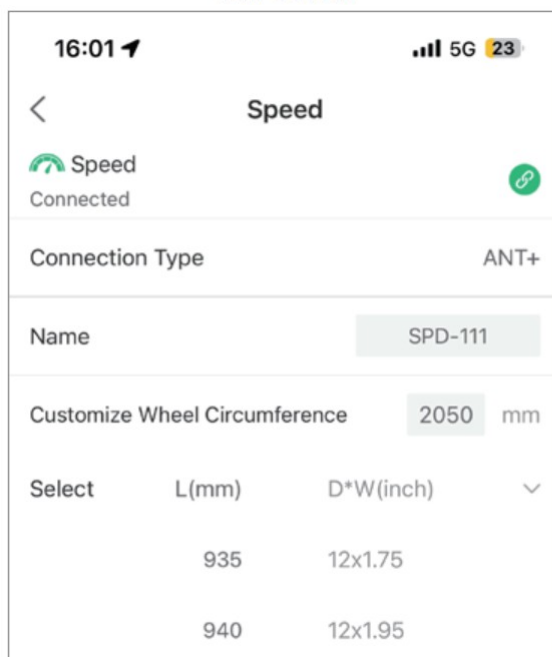 16:01 5G 23
Speed
Speed
Connected
Connection Type ANT+
Name SPD-111
Customize Wheel Circumference 2050 mm
Select L(mm) D*W(inch)
935 12x1.75
940 12x1.95